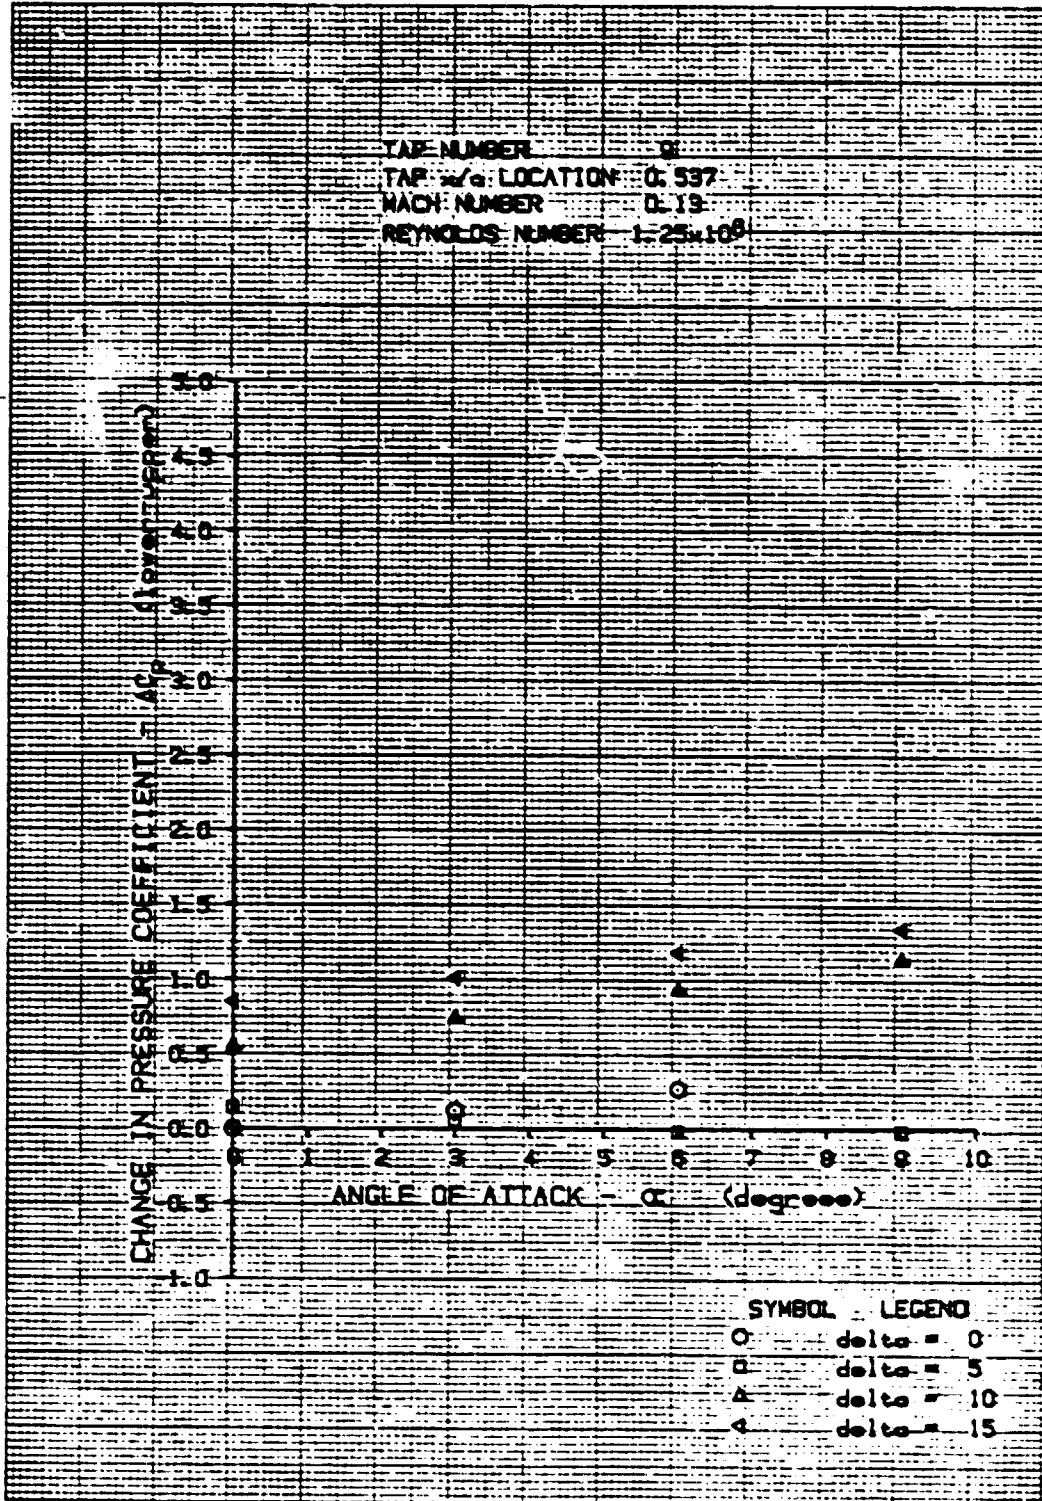 TAP NUMBER 9
TAP x/c LOCATION 0.537
MACH NUMBER 0.13
REYNOLDS NUMBER 1.25x10⁶
CHANGE IN PRESSURE COEFFICIENT - ΔCp (lower-upper)
5.0
4.5
4.0
3.5
3.0
2.5
2.0
1.5
1.0
0.5
0.0
-0.5
-1.0
0 1 2 3 4 5 6 7 8 9 10
ANGLE OF ATTACK - α (degrees)
SYMBOL LEGEND
delta = 0
delta = 5
delta = 10
delta = 15